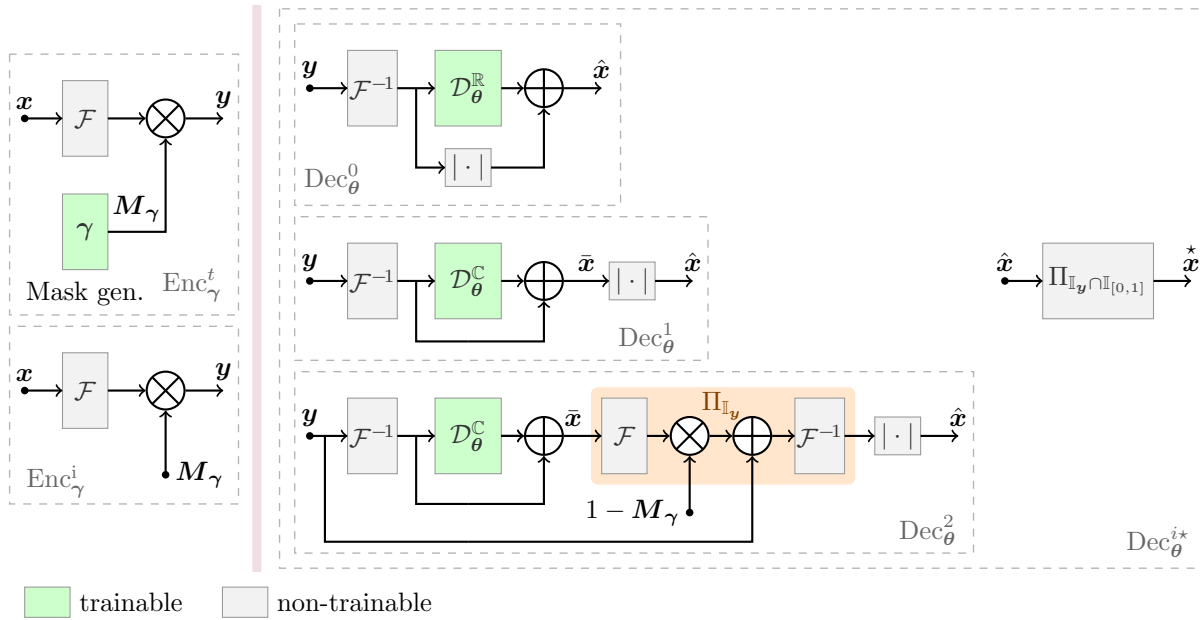 x F y
γ M_γ
Mask gen. Enc^t_γ
x F y
M_γ
Enc^i_γ
y F^{-1} D^ℝ_θ x̂
|·|
Dec^0_θ
y F^{-1} D^ℂ_θ x̄ |·| x̂
Dec^1_θ
y F^{-1} D^ℂ_θ x̄ F Π_{𝕀_y} F^{-1} |·| x̂
1 − M_γ
Dec^2_θ
x̂ Π_{𝕀_y∩𝕀_{[0,1]}} x^⋆
Dec^{i⋆}_θ
trainable non-trainable